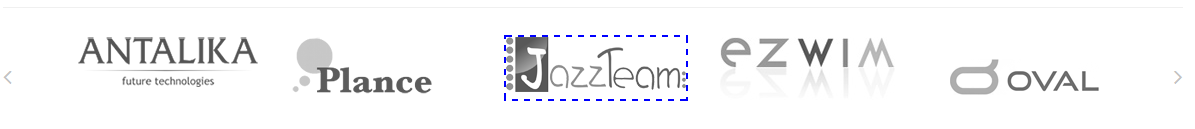 ANTALIKA
future technologies
Plance
JazzTeam
ezwim
OVAL